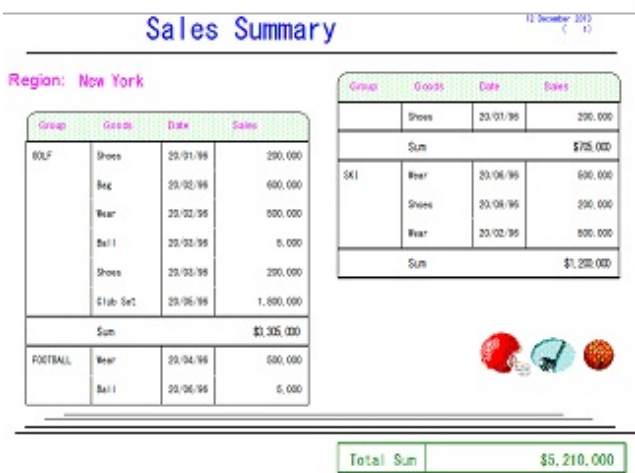 Sales Summary
12 December 2013
( 1)
Region: New York
Group Goods Date Sales
GOLF Shoes 20/01/96 200,000
Bag 20/02/96 600,000
Wear 20/02/96 500,000
Ball 20/03/96 5,000
Shoes 20/03/96 200,000
Club Set 20/05/96 1,800,000
Sum $3,305,000
FOOTBALL Wear 20/04/96 500,000
Ball 20/06/96 5,000
Group Goods Date Sales
Shoes 20/07/96 200,000
Sum $705,000
SKI Wear 20/06/96 500,000
Shoes 20/08/96 200,000
Wear 20/02/96 500,000
Sum $1,200,000
Total Sum $5,210,000